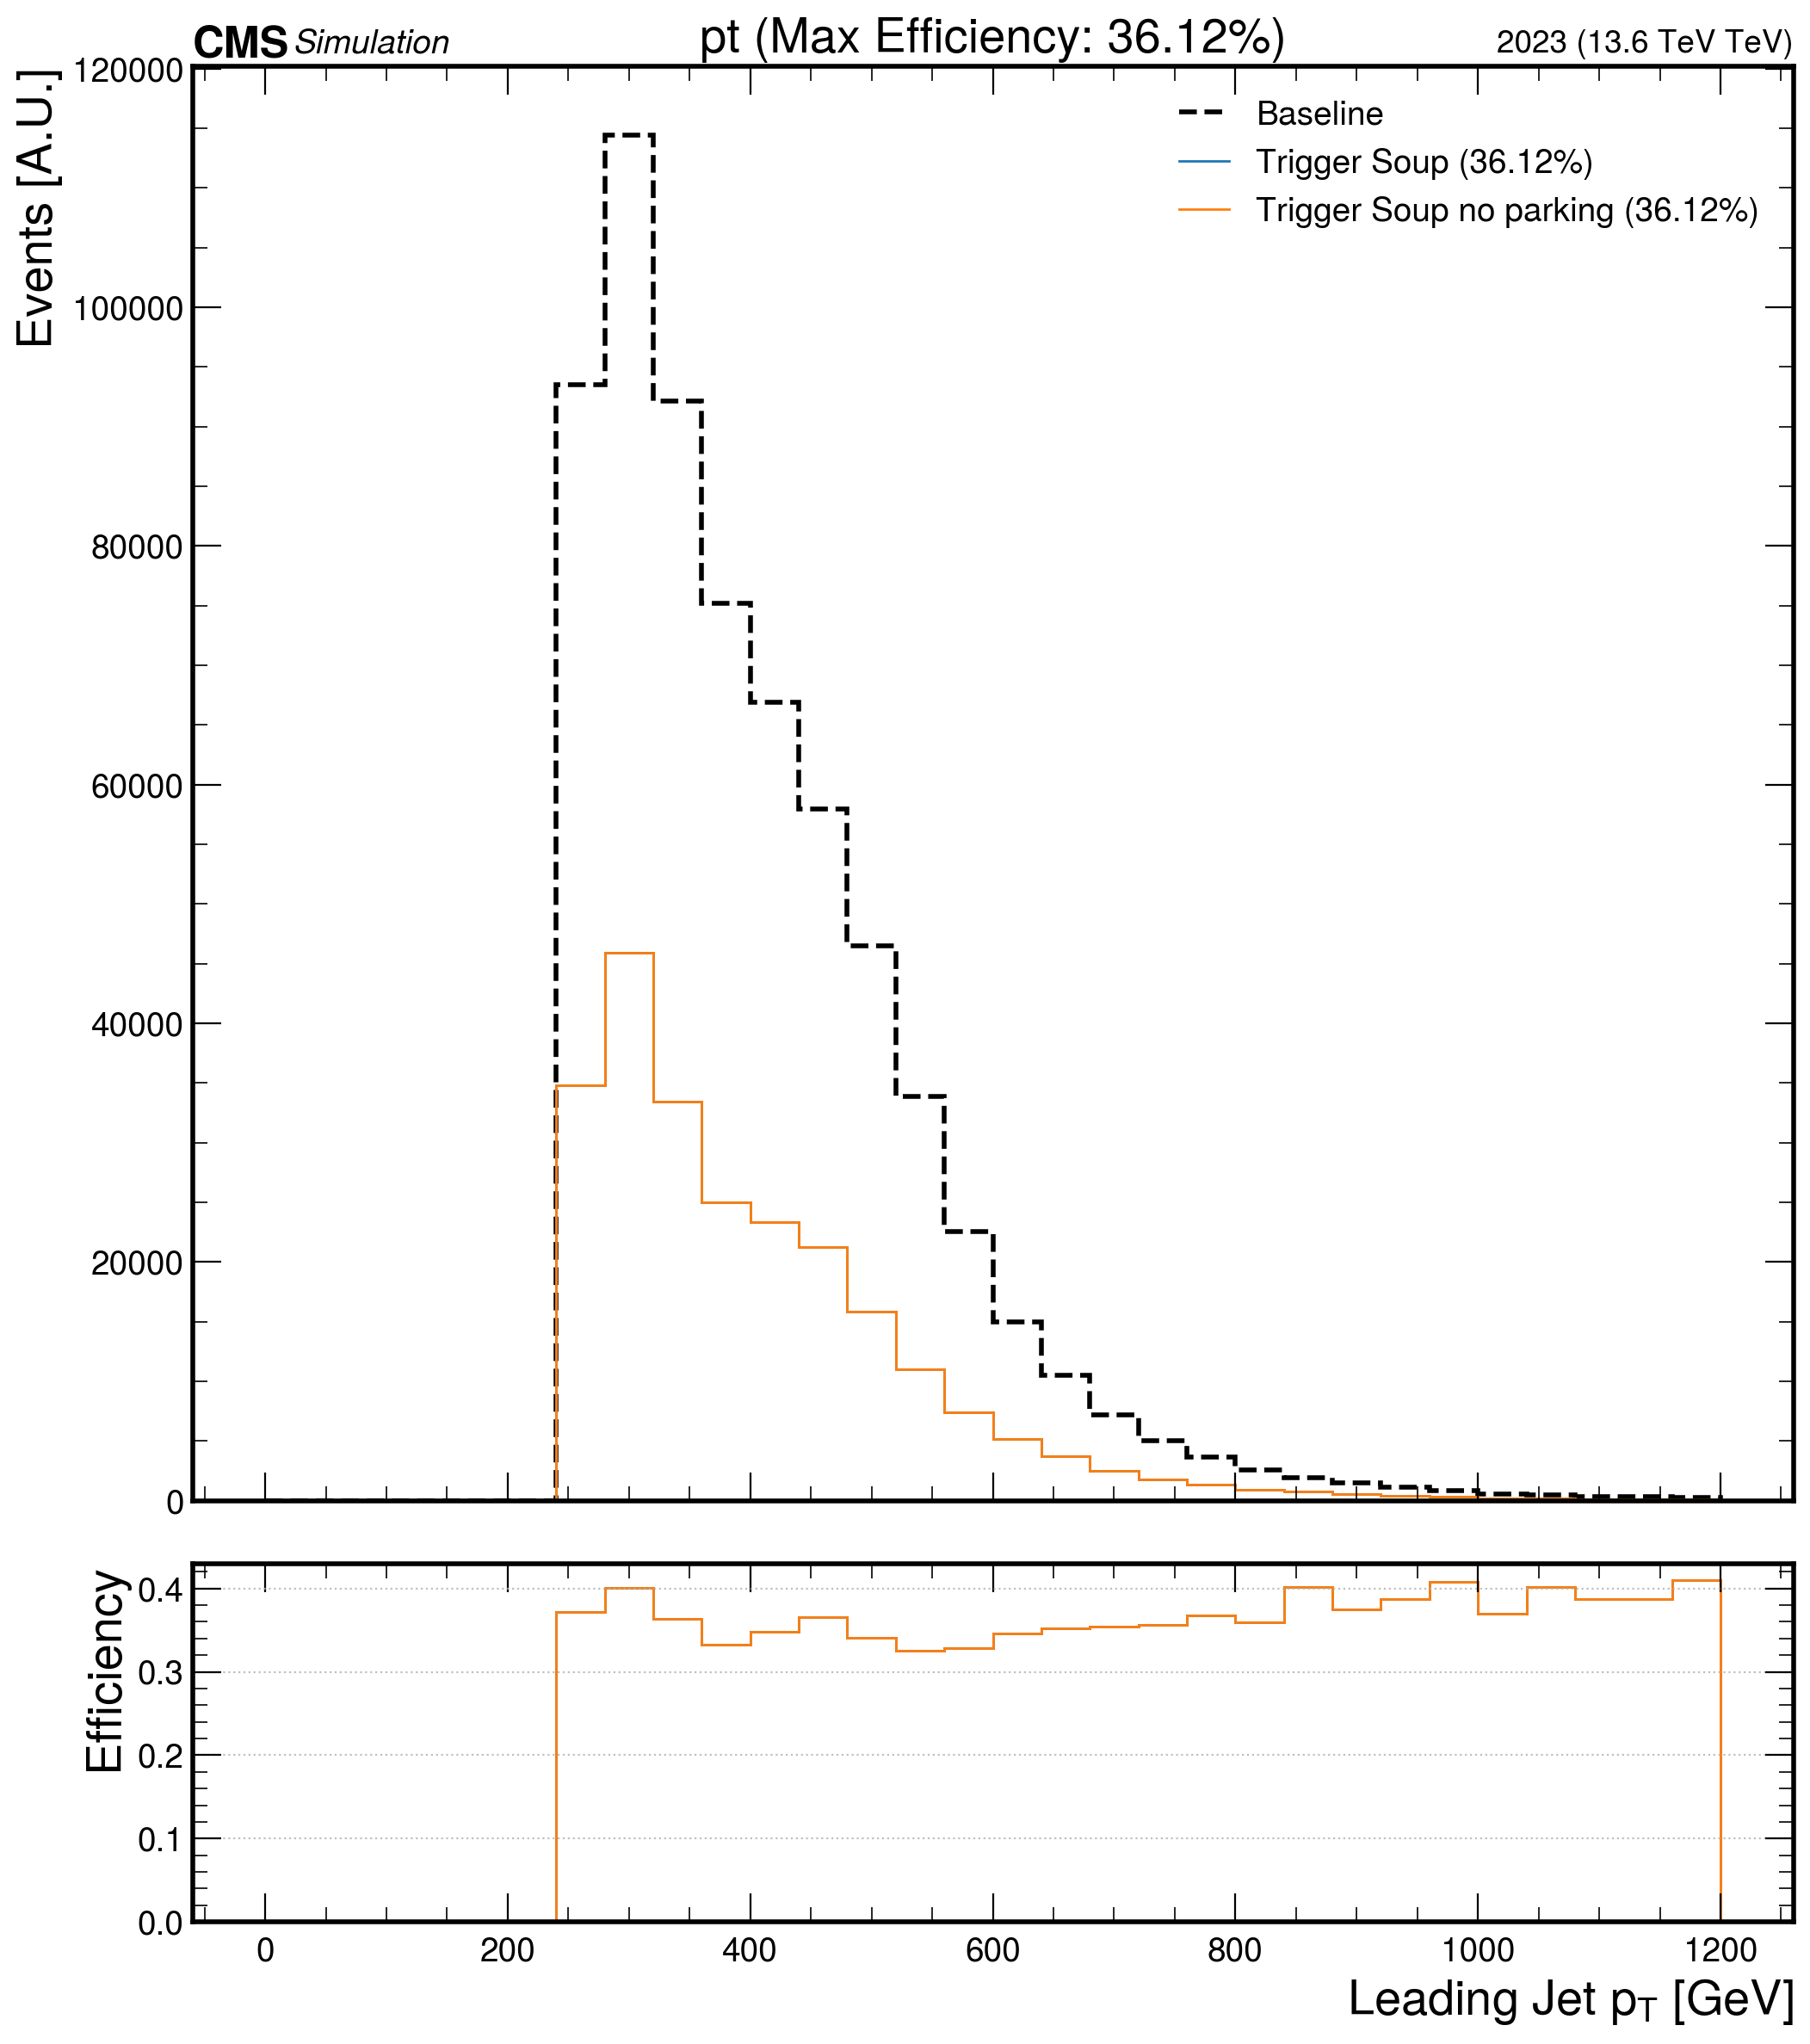 CMS Simulation pt (Max Efficiency: 36.12%) 2023 (13.6 TeV TeV)
Events [A.U.]
120000
100000
80000
60000
40000
20000
0
Baseline
Trigger Soup (36.12%)
Trigger Soup no parking (36.12%)
Efficiency
0.4
0.3
0.2
0.1
0.0
0 200 400 600 800 1000 1200
Leading Jet pT [GeV]